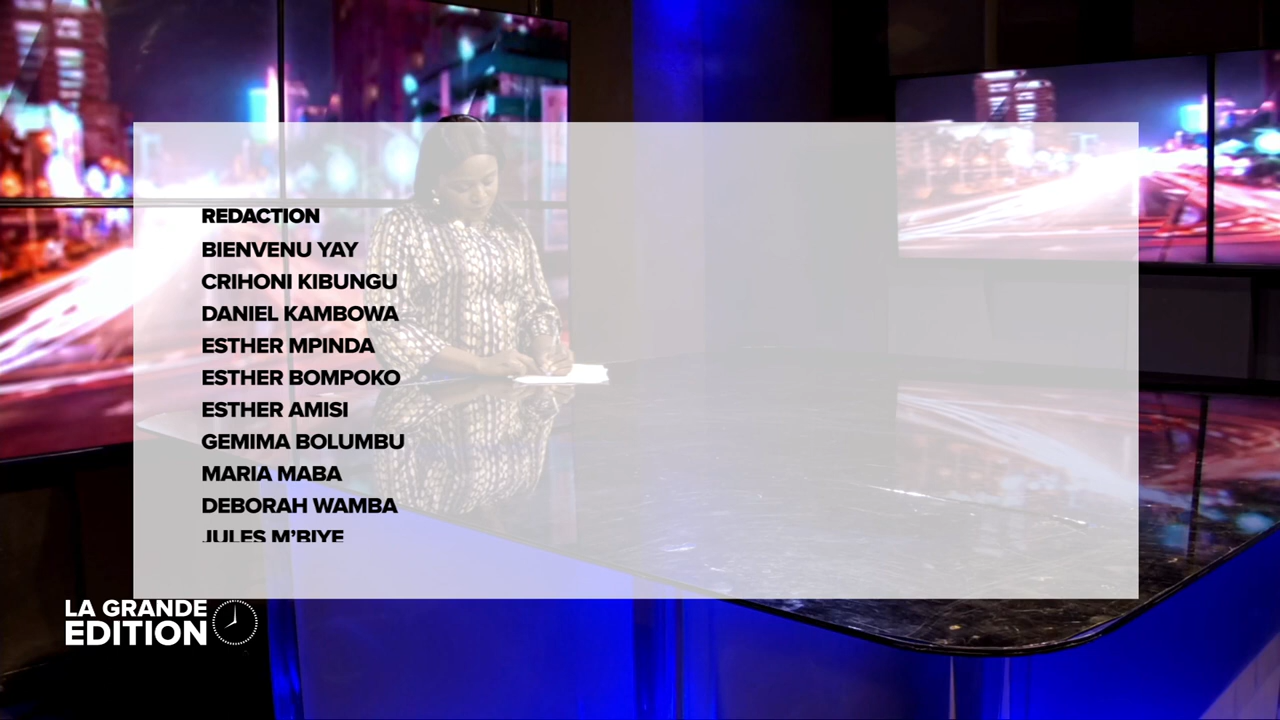 REDACTION
BIENVENU YAY
CRIHONI KIBUNGU
DANIEL KAMBOWA
ESTHER MPINDA
ESTHER BOMPOKO
ESTHER AMISI
GEMIMA BOLUMBU
MARIA MABA
DEBORAH WAMBA
JULES M'BIYE
LA GRANDE
EDITION